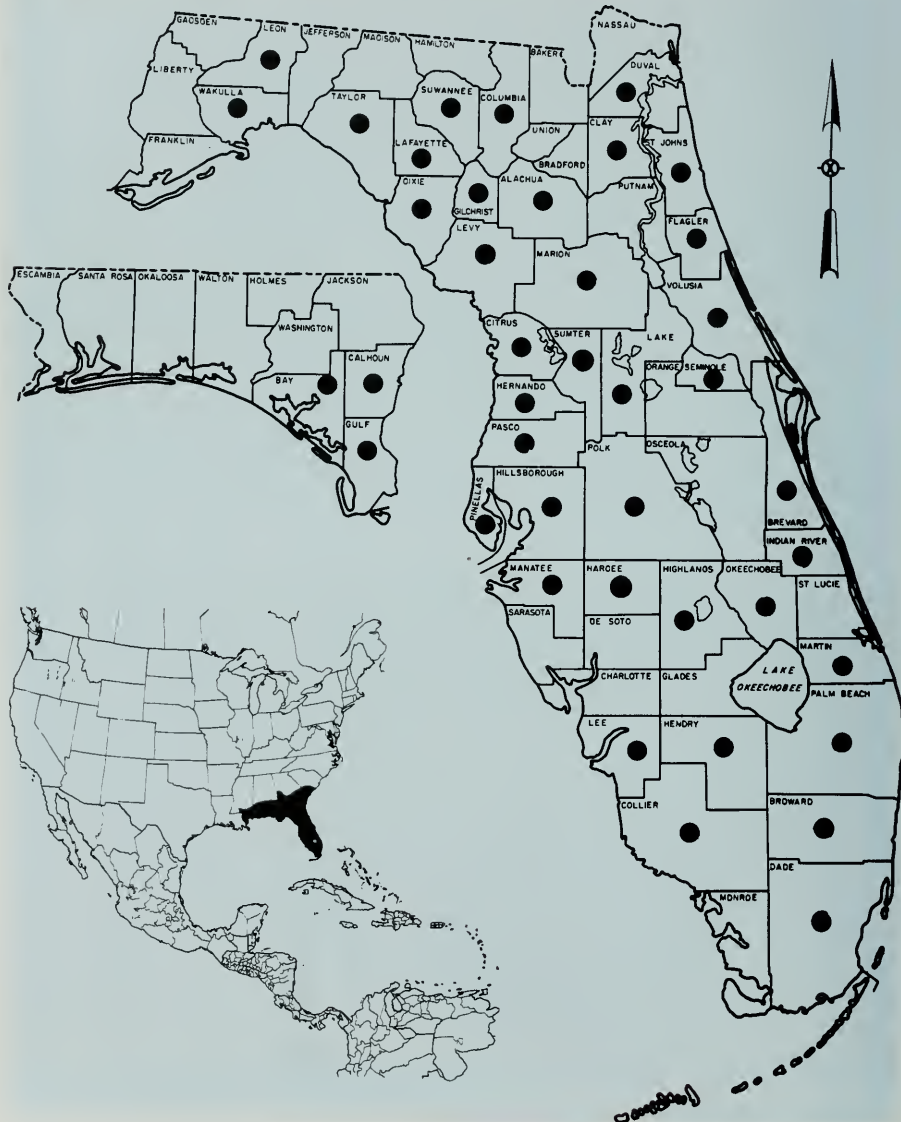 NASSAU
GADSDEN
LEON
JEFFERSON
MADISON
HAMILTON
BAKER
DUVAL
LIBERTY
WAKULLA
TAYLOR
SUWANNEE
COLUMBIA
UNION
CLAY
ST JOHNS
FRANKLIN
LAFAYETTE
BRADFORD
DIXIE
GILCHRIST
ALACHUA
PUTNAM
FLAGLER
LEVY
MARION
VOLUSIA
ESCAMBIA
SANTA ROSA
OKALOOSA
WALTON
HOLMES
JACKSON
WASHINGTON
CALHOUN
BAY
GULF
CITRUS
SUMTER
LAKE
ORANGE
SEMINOLE
HERNANDO
PASCO
POLK
OSCEOLA
HILLSBOROUGH
PINELLAS
BREVARD
INDIAN RIVER
MANATEE
HARDEE
HIGHLANDS
OKEECHOBEE
ST LUCIE
SARASOTA
DE SOTO
MARTIN
CHARLOTTE
GLADES
LAKE
OKEECHOBEE
PALM BEACH
LEE
HENDRY
COLLIER
BROWARD
DADE
MONROE